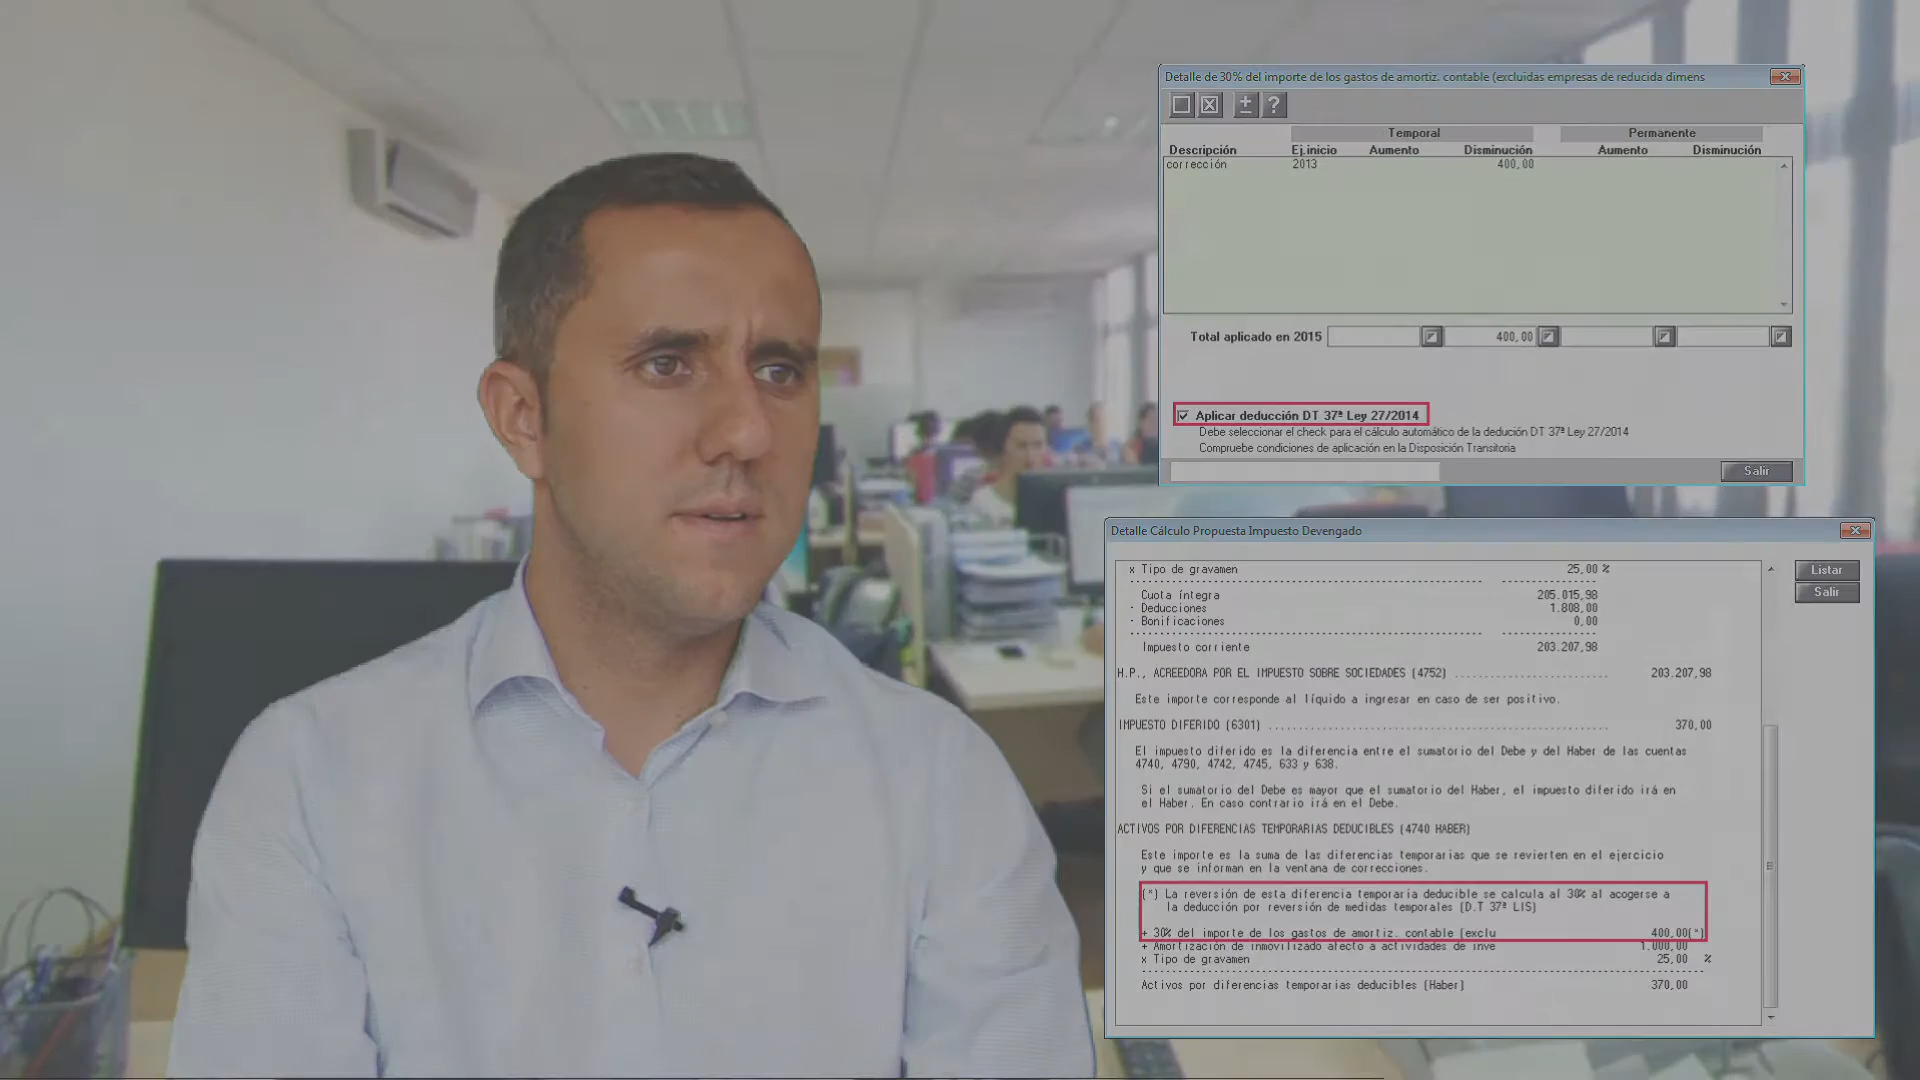 Detalle de 30% del importe de los gastos de amortiz. contable (excluidas empresas de reducida dimens
Temporal Permanente
Descripción Ej.inicio Aumento Disminución Aumento Disminución
corrección 2013 400,00
Total aplicado en 2015 400,00
Aplicar deducción DT 37ª Ley 27/2014
Debe seleccionar el check para el cálculo automático de la dedución DT 37ª Ley 27/2014
Compruebe condiciones de aplicación en la Disposición Transitoria
Salir
Detalle Cálculo Propuesta Impuesto Devengado
x Tipo de gravamen 25,00 %
Listar
Salir
Cuota íntegra 205.015,98
- Deducciones 1.808,00
- Bonificaciones 0,00
Impuesto corriente 203.207,98
H.P., ACREEDORA POR EL IMPUESTO SOBRE SOCIEDADES (4752) ...................... 203.207,98
Este importe corresponde al líquido a ingresar en caso de ser positivo.
IMPUESTO DIFERIDO (6301) ..................................................... 370,00
El impuesto diferido es la diferencia entre el sumatorio del Debe y del Haber de las cuentas
4740, 4790, 4742, 4745, 633 y 638.
Si el sumatorio del Debe es mayor que el sumatorio del Haber, el impuesto diferido irá en
el Haber. En caso contrario irá en el Debe.
ACTIVOS POR DIFERENCIAS TEMPORARIAS DEDUCIBLES (4740 HABER)
Este importe es la suma de las diferencias temporarias que se revierten en el ejercicio
y que se informan en la ventana de correcciones.
(*) La reversión de esta diferencia temporaria deducible se calcula al 30% al acogerse a
la deducción por reversión de medidas temporales (D.T 37ª LIS)
+ 30% del importe de los gastos de amortiz. contable (exclu 400,00(*)
+ Amortización de inmovilizado afecto a actividades de inve 1.000,00
x Tipo de gravamen 25,00 %
Activos por diferencias temporarias deducibles (Haber) 370,00